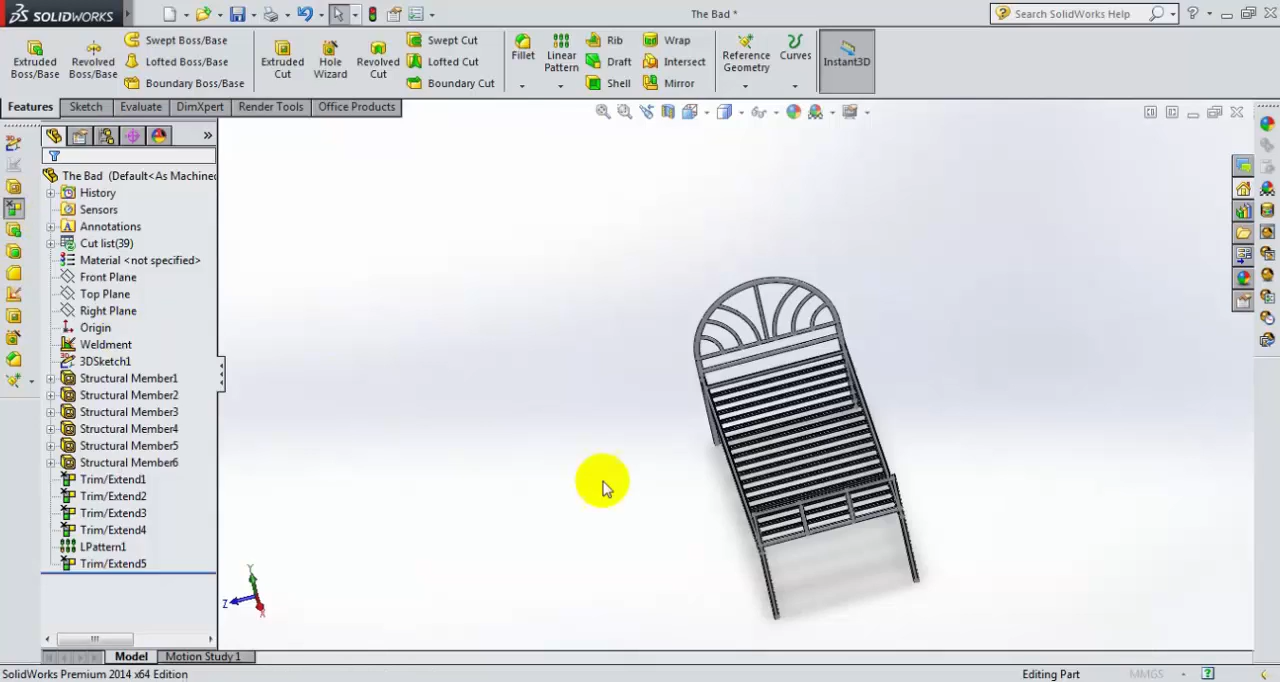 SOLIDWORKS
The Bad *
Search SolidWorks Help
Extruded Boss/Base
Revolved Boss/Base
Swept Boss/Base
Lofted Boss/Base
Boundary Boss/Base
Extruded Cut
Hole Wizard
Revolved Cut
Swept Cut
Lofted Cut
Boundary Cut
Fillet
Linear Pattern
Rib
Draft
Shell
Wrap
Intersect
Mirror
Reference Geometry
Curves
Instant3D
Features
Sketch
Evaluate
DimXpert
Render Tools
Office Products
The Bad (Default<As Machine
History
Sensors
Annotations
Cut list(39)
Material <not specified>
Front Plane
Top Plane
Right Plane
Origin
Weldment
3DSketch1
Structural Member1
Structural Member2
Structural Member3
Structural Member4
Structural Member5
Structural Member6
Trim/Extend1
Trim/Extend2
Trim/Extend3
Trim/Extend4
LPattern1
Trim/Extend5
Y
Z
X
Model
Motion Study 1
SolidWorks Premium 2014 x64 Edition
Editing Part
MMGS